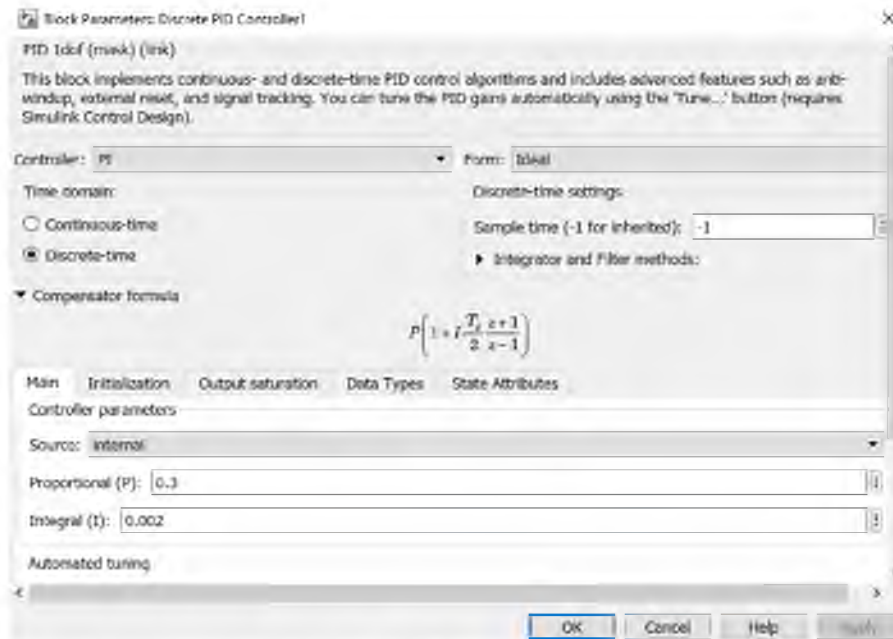 Block Parameters: Discrete PID Controller1
PID 1dof (mask) (link)
This block implements continuous- and discrete-time PID control algorithms and includes advanced features such as anti-
windup, external reset, and signal tracking. You can tune the PID gains automatically using the 'Tune...' button (requires
Simulink Control Design).
Controller: PI Form: Ideal
Time domain: Discrete-time settings
Continuous-time Sample time (-1 for inherited): -1
Discrete-time Integrator and Filter methods:
Compensator formula
P(1 + I T_s/2 z+1/z−1)
Main Initialization Output saturation Data Types State Attributes
Controller parameters
Source: internal
Proportional (P): 0.3
Integral (I): 0.002
Automated tuning
OK Cancel Help Apply